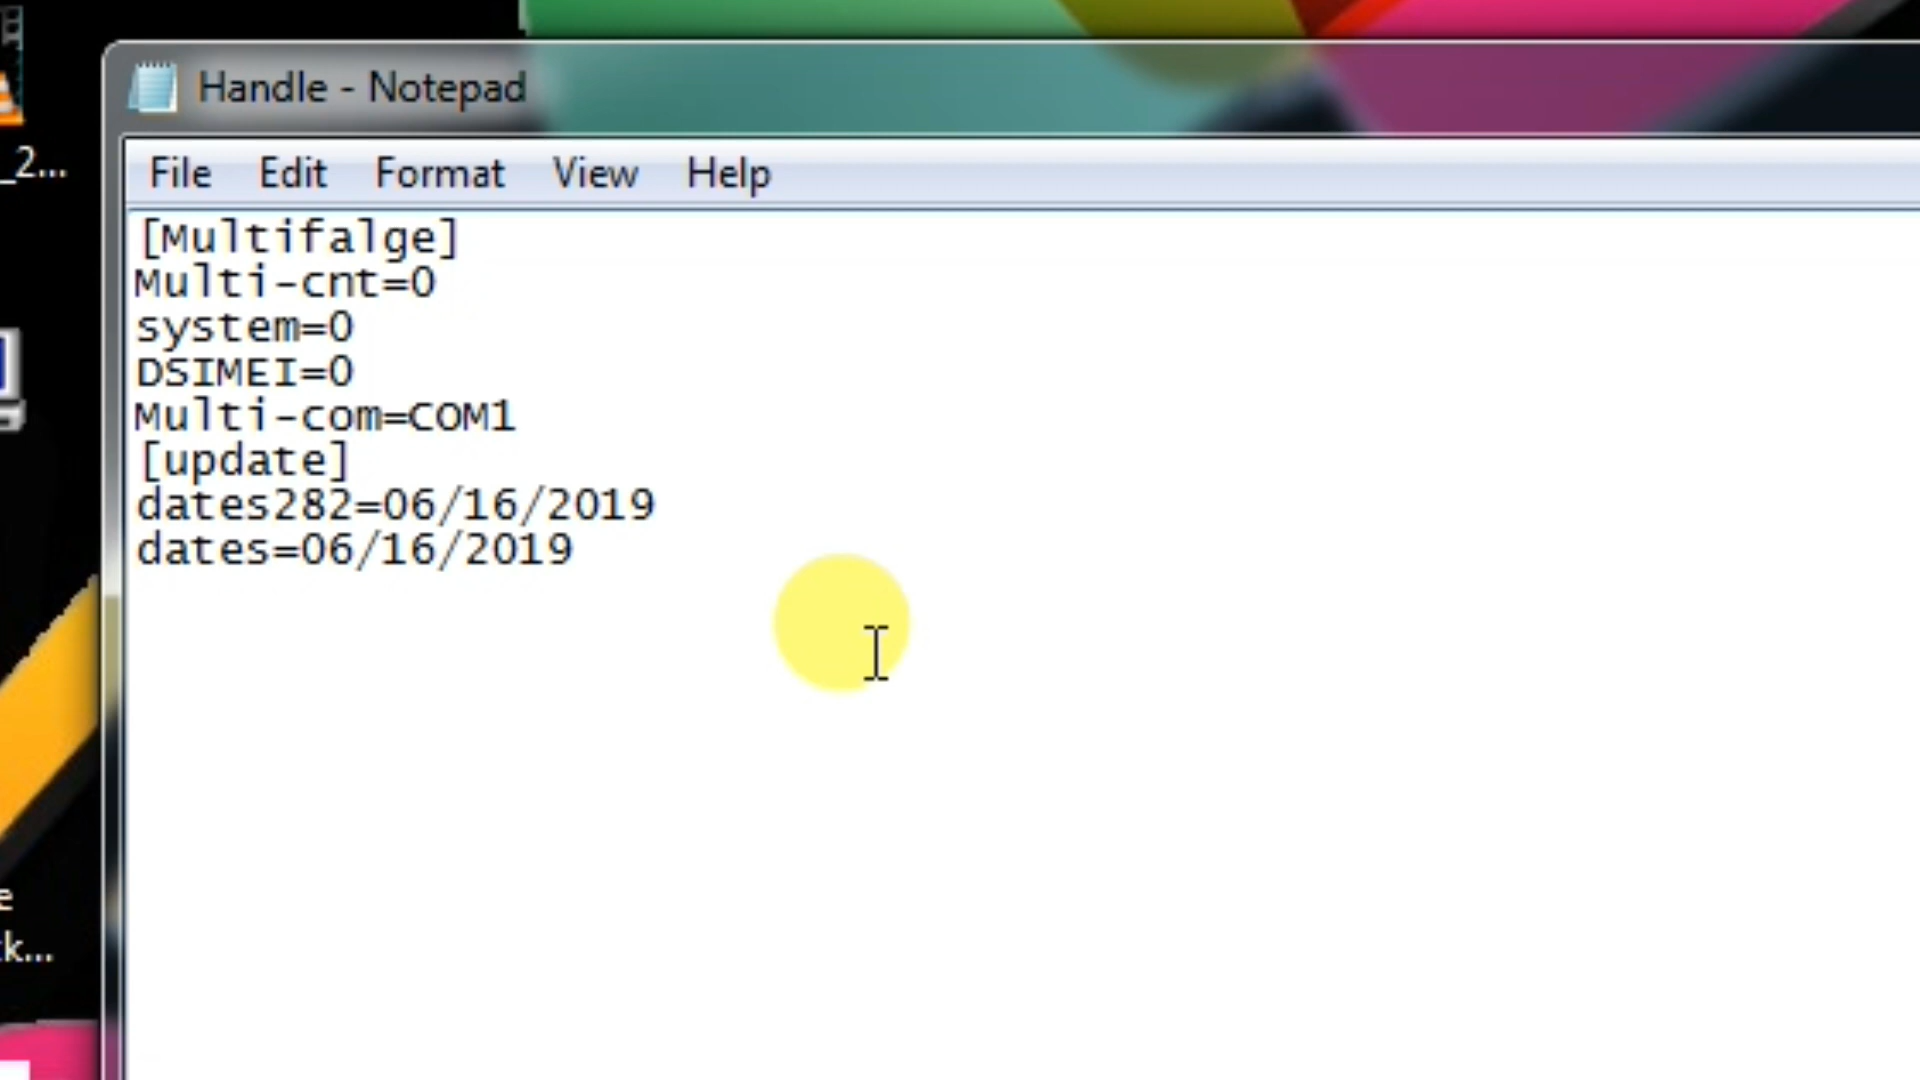 Handle - Notepad
_2...
File Edit Format View Help
[Multifalge]
Multi-cnt=0
system=0
DSIMEI=0
Multi-com=COM1
[update]
dates282=06/16/2019
dates=06/16/2019
e
k...